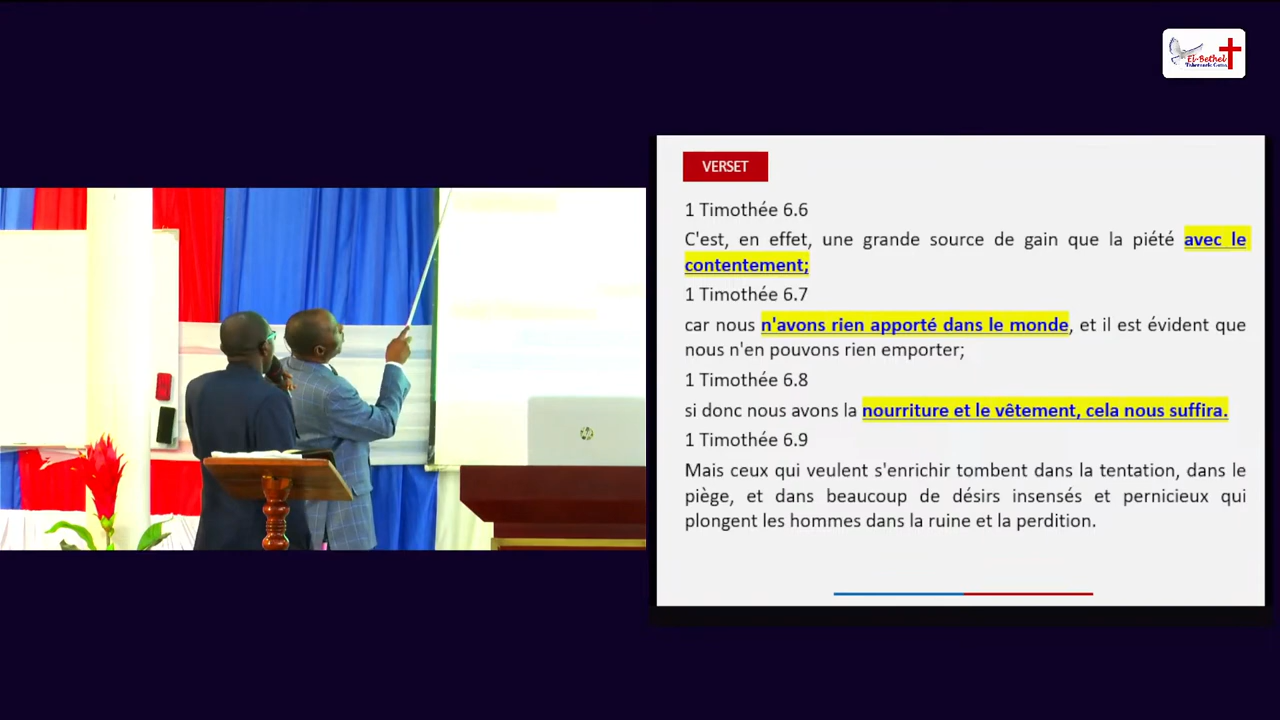 El-Bethel
VERSET
1 Timothée 6.6
C'est, en effet, une grande source de gain que la piété avec le
contentement;
1 Timothée 6.7
car nous n'avons rien apporté dans le monde, et il est évident que
nous n'en pouvons rien emporter;
1 Timothée 6.8
si donc nous avons la nourriture et le vêtement, cela nous suffira.
1 Timothée 6.9
Mais ceux qui veulent s'enrichir tombent dans la tentation, dans le
piège, et dans beaucoup de désirs insensés et pernicieux qui
plongent les hommes dans la ruine et la perdition.